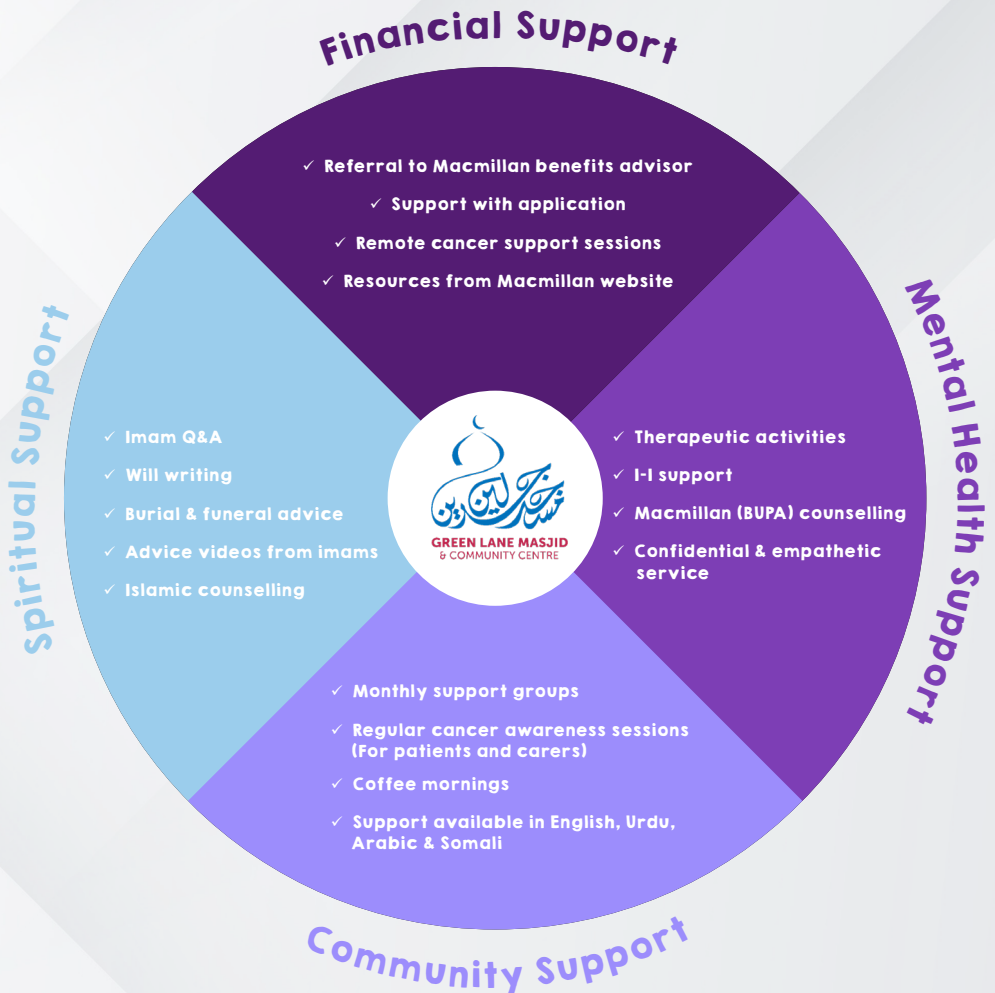 Financial Support
✓ Referral to Macmillan benefits advisor
✓ Support with application
✓ Remote cancer support sessions
✓ Resources from Macmillan website
Mental Health Support
✓ Therapeutic activities
✓ 1-1 support
✓ Macmillan (BUPA) counselling
✓ Confidential & empathetic
service
Spiritual Support
✓ Imam Q&A
✓ Will writing
✓ Burial & funeral advice
✓ Advice videos from imams
✓ Islamic counselling
مسجد جرين لين
GREEN LANE MASJID
& COMMUNITY CENTRE
✓ Monthly support groups
✓ Regular cancer awareness sessions
(For patients and carers)
✓ Coffee mornings
✓ Support available in English, Urdu,
Arabic & Somali
Community Support